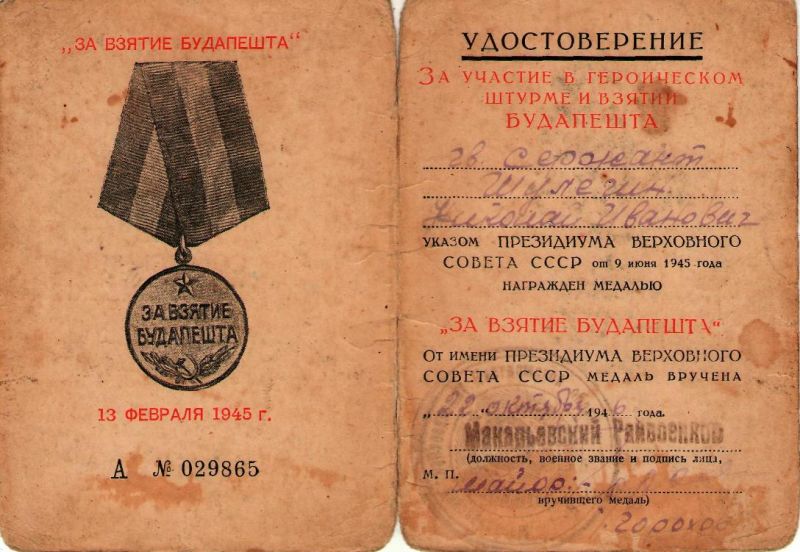 „ЗА ВЗЯТИЕ БУДАПЕШТА"
ЗА ВЗЯТИЕ
БУДАПЕШТА
13 ФЕВРАЛЯ 1945 г.
А № 029865
УДОСТОВЕРЕНИЕ
ЗА УЧАСТИЕ В ГЕРОИЧЕСКОМ
ШТУРМЕ И ВЗЯТИИ
БУДАПЕШТА
гв. сержант
Шулегин
Николай Иванович
УКАЗОМ ПРЕЗИДИУМА ВЕРХОВНОГО
СОВЕТА СССР от 9 июня 1945 года
НАГРАЖДЕН МЕДАЛЬЮ
„ЗА ВЗЯТИЕ БУДАПЕШТА"
ОТ ИМЕНИ ПРЕЗИДИУМА ВЕРХОВНОГО
СОВЕТА СССР МЕДАЛЬ ВРУЧЕНА
„22" октября 1946 года.
Макарьевский Райвоенком
(должность, военное звание и подпись лица,
М. П.
майор:-
вручившего медаль)